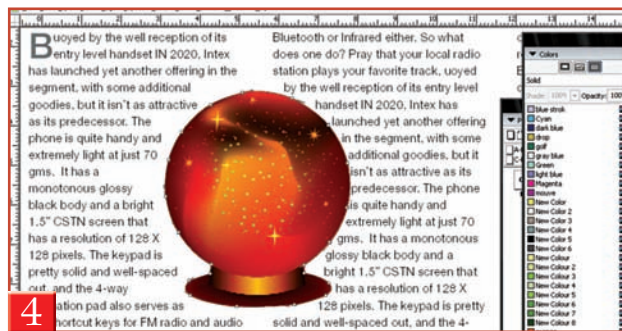 Buoyed by the well reception of its
entry level handset IN 2020, Intex
has launched yet another offering in the
segment, with some additional
goodies, but it isn`t as attractive
as its predecessor. The
phone is quite handy and
extremely light at just 70
gms. It has a
monotonous glossy
black body and a bright
1.5" CSTN screen that
has a resolution of 128 X
128 pixels. The keypad is
pretty solid and well-spaced
out, and the 4-way
ation pad also serves as
hortcut keys for FM radio and audio
Bluetooth or Infrared either. So what
does one do? Pray that your local radio
station plays your favorite track. uoyed
by the well reception of its entry level
handset IN 2020, Intex has
launched yet another offering
in the segment, with some
additional goodies, but it
isn`t as attractive as its
predecessor. The phone
is quite handy and
extremely light at just 70
gms. It has a monotonous
glossy black body and a
bright 1.5" CSTN screen that
has a resolution of 128 X
128 pixels. The keypad is pretty
solid and well-spaced out, and the 4-
Colors
Solid
Shade: 100% Opacity: 100%
blue strok
Cyan
dark blue
drop
golf
gray blue
Green
light blue
Magenta
mouve
New Color
New Color 2
New Color 3
New Color 4
New Color 5
New Color 6
New Colour
New Colour 2
New Colour 3
New Colour 4
New Colour 5
New Colour 6
New Colour 7
4